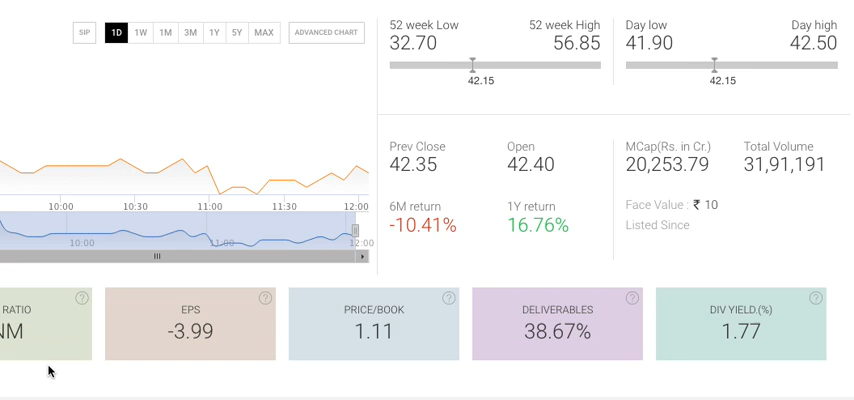 SIP 1D 1W 1M 3M 1Y 5Y MAX ADVANCED CHART
52 week Low 52 week High
32.70 56.85
42.15
Day low Day high
41.90 42.50
42.15
Prev Close Open
42.35 42.40
6M return 1Y return
-10.41% 16.76%
MCap(Rs. in Cr.) Total Volume
20,253.79 31,91,191
Face Value : ₹ 10
Listed Since
10:00 10:30 11:00 11:30 12:00
10:00 11:00 12:00
RATIO
NM
EPS
-3.99
PRICE/BOOK
1.11
DELIVERABLES
38.67%
DIV YIELD.(%)
1.77